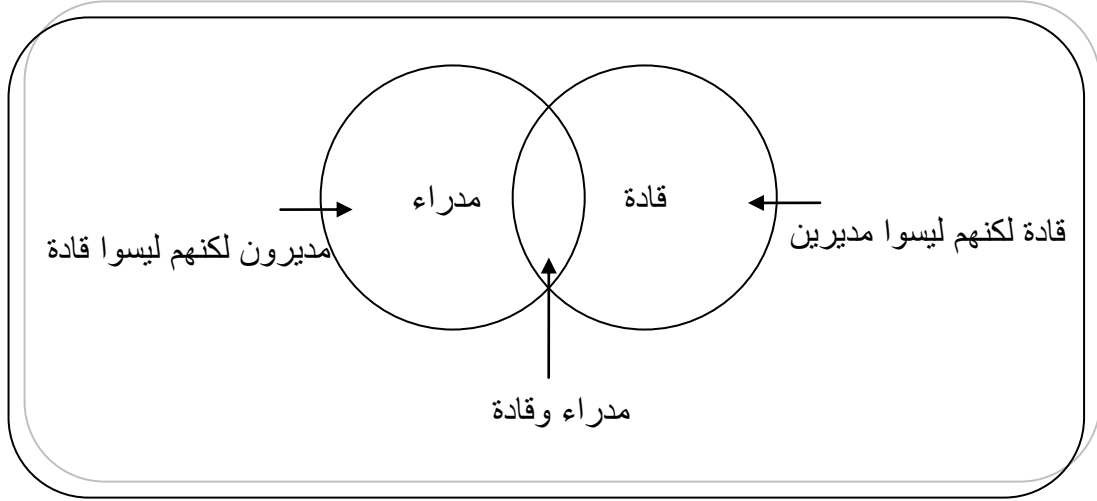 قادة
مدراء
قادة لكنهم ليسوا مديرين
مديرون لكنهم ليسوا قادة
مدراء وقادة